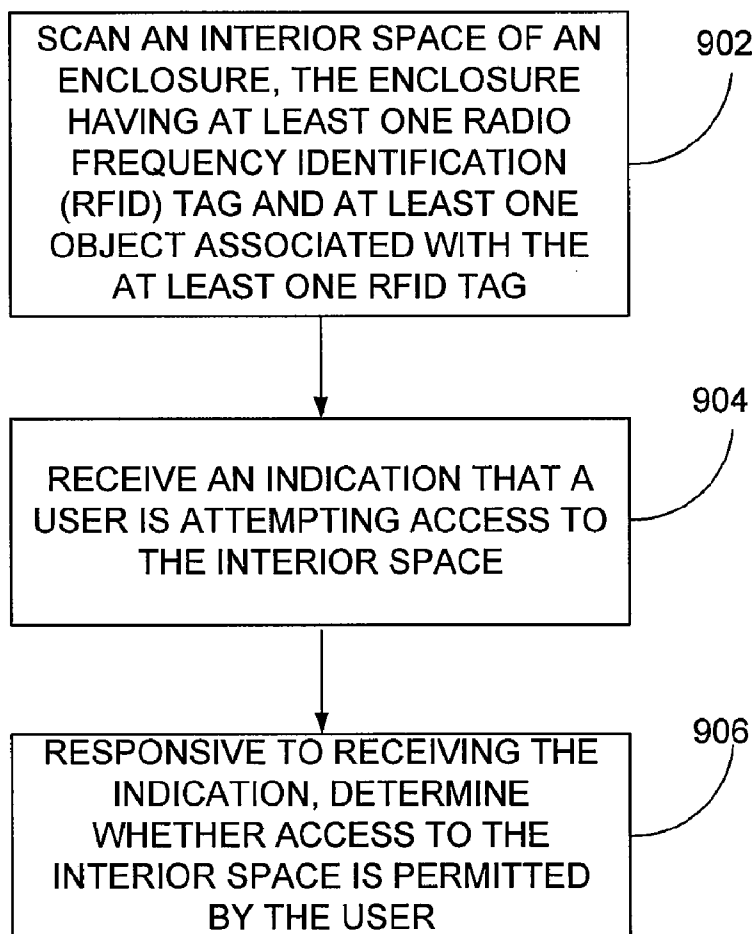 SCAN AN INTERIOR SPACE OF AN
ENCLOSURE, THE ENCLOSURE
HAVING AT LEAST ONE RADIO
FREQUENCY IDENTIFICATION
(RFID) TAG AND AT LEAST ONE
OBJECT ASSOCIATED WITH THE
AT LEAST ONE RFID TAG
902
RECEIVE AN INDICATION THAT A
USER IS ATTEMPTING ACCESS TO
THE INTERIOR SPACE
904
RESPONSIVE TO RECEIVING THE
INDICATION, DETERMINE
WHETHER ACCESS TO THE
INTERIOR SPACE IS PERMITTED
BY THE USER
906